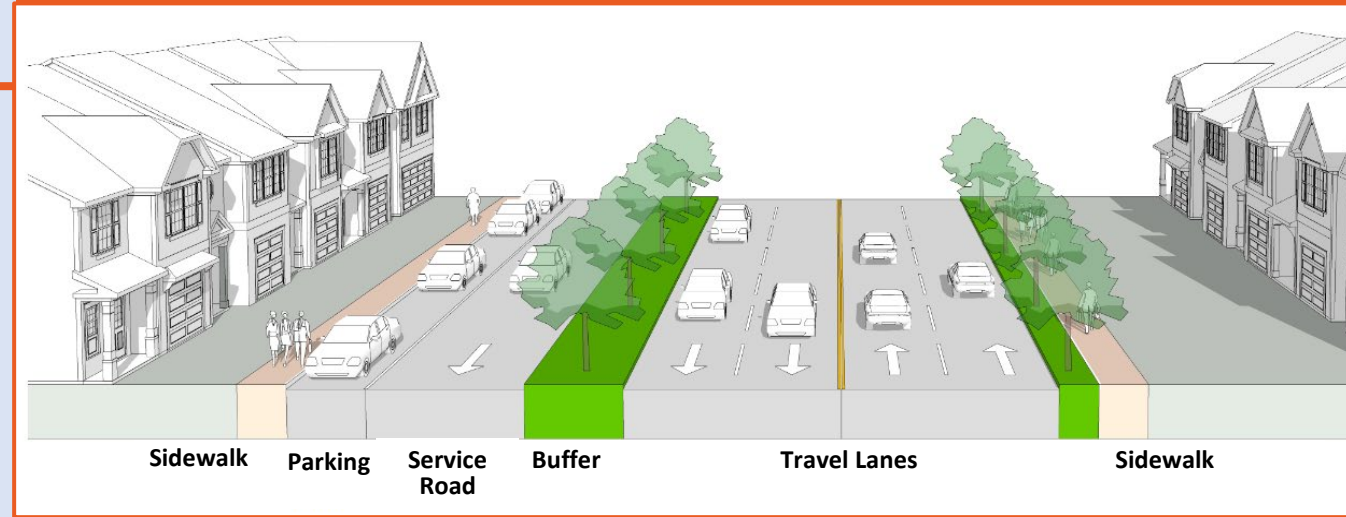 Sidewalk
Parking
Service
Road
Buffer
Travel Lanes
Sidewalk